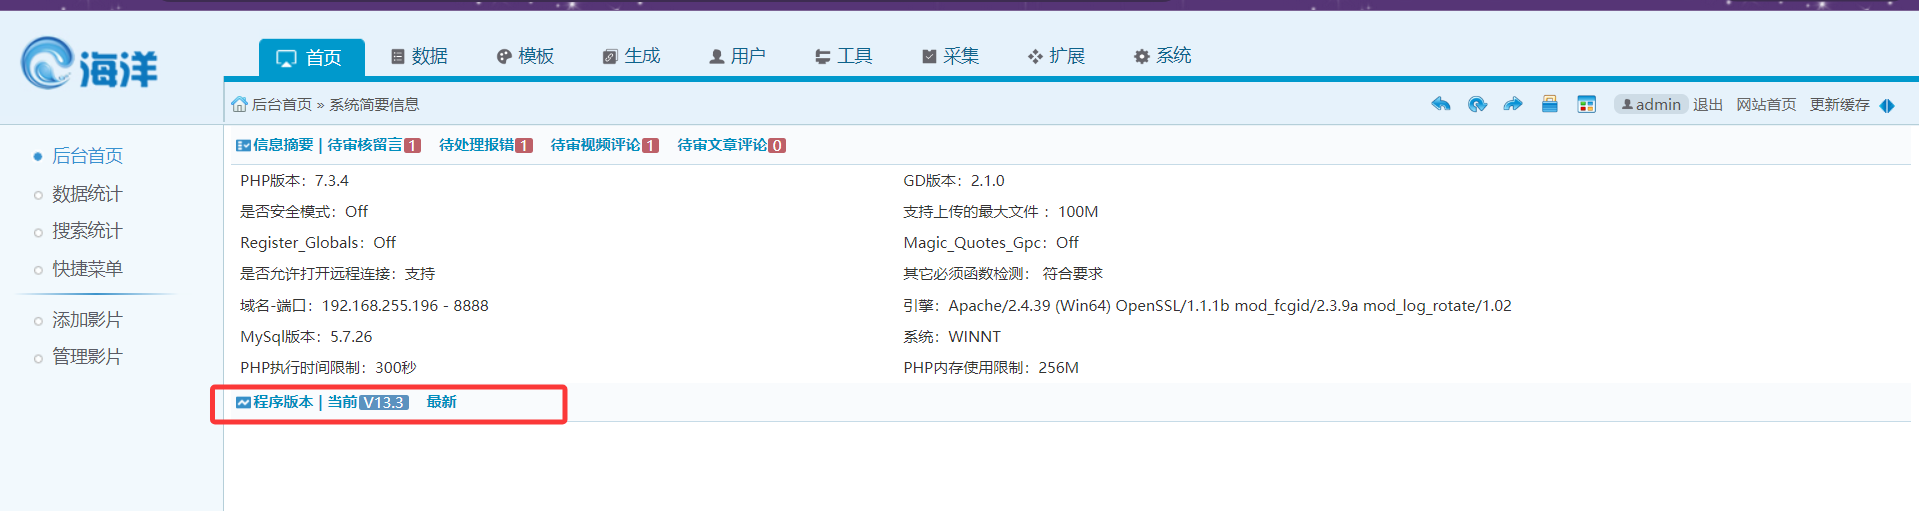 海洋
首页 数据 模板 生成 用户 工具 采集 扩展 系统
后台首页 » 系统简要信息
admin 退出 网站首页 更新缓存
后台首页
数据统计
搜索统计
快捷菜单
添加影片
管理影片
信息摘要 | 待审核留言 1 待处理报错 1 待审视频评论 1 待审文章评论 0
PHP版本：7.3.4 GD版本：2.1.0
是否安全模式：Off 支持上传的最大文件 ：100M
Register_Globals：Off Magic_Quotes_Gpc：Off
是否允许打开远程连接：支持 其它必须函数检测： 符合要求
域名-端口：192.168.255.196 - 8888 引擎：Apache/2.4.39 (Win64) OpenSSL/1.1.1b mod_fcgid/2.3.9a mod_log_rotate/1.02
MySql版本：5.7.26 系统：WINNT
PHP执行时间限制：300秒 PHP内存使用限制：256M
程序版本 | 当前 V13.3 最新